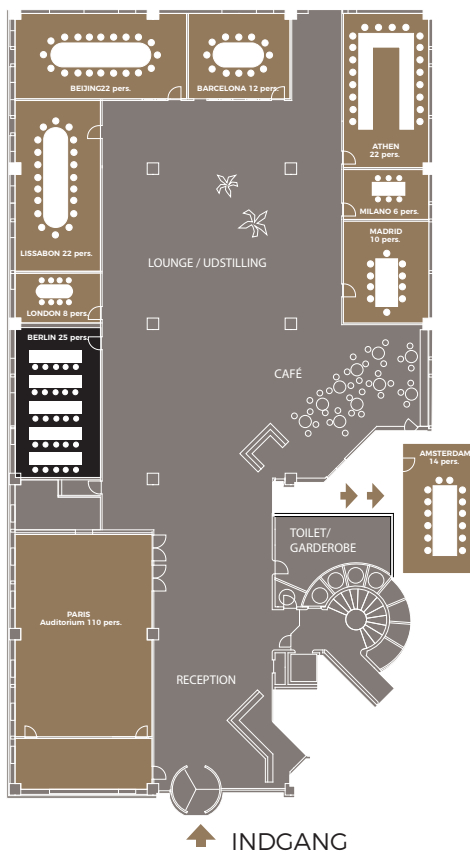 BEIJING22 pers.
BARCELONA 12 pers.
ATHEN
22 pers.
MILANO 6 pers.
MADRID
10 pers.
LISSABON 22 pers.
LOUNGE / UDSTILLING
LONDON 8 pers.
BERLIN 25 pers.
CAFÉ
AMSTERDAM
14 pers.
TOILET/
GARDEROBE
PARIS
Auditorium 110 pers.
RECEPTION
INDGANG